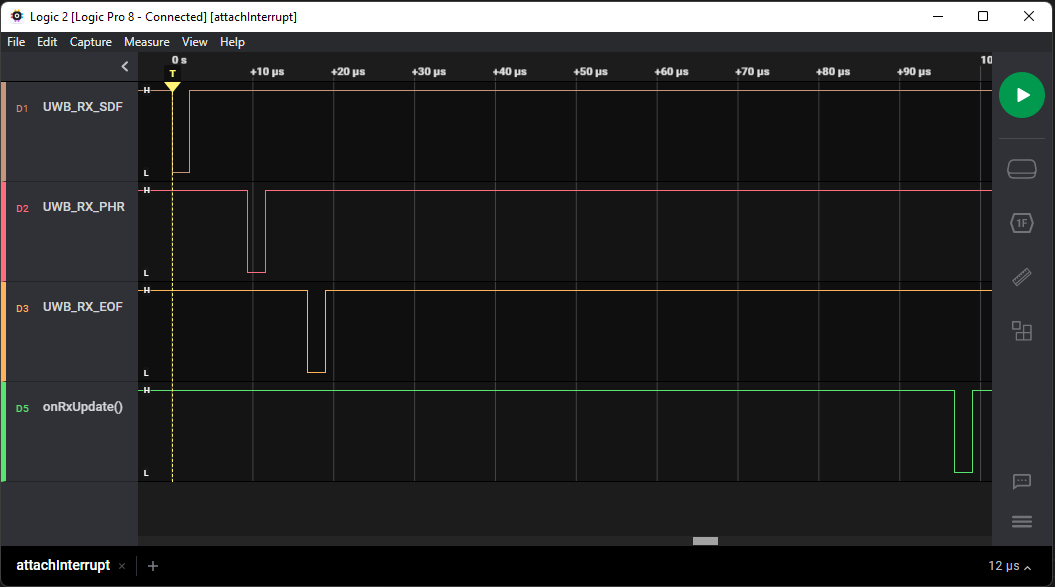 Logic 2 [Logic Pro 8 - Connected] [attachInterrupt]
File Edit Capture Measure View Help
0 s
T
+10 µs +20 µs +30 µs +40 µs +50 µs +60 µs +70 µs +80 µs +90 µs 10
H
D1 UWB_RX_SDF
L
H
D2 UWB_RX_PHR
L
H
D3 UWB_RX_EOF
L
H
D5 onRxUpdate()
L
1F
attachInterrupt × +
12 µs